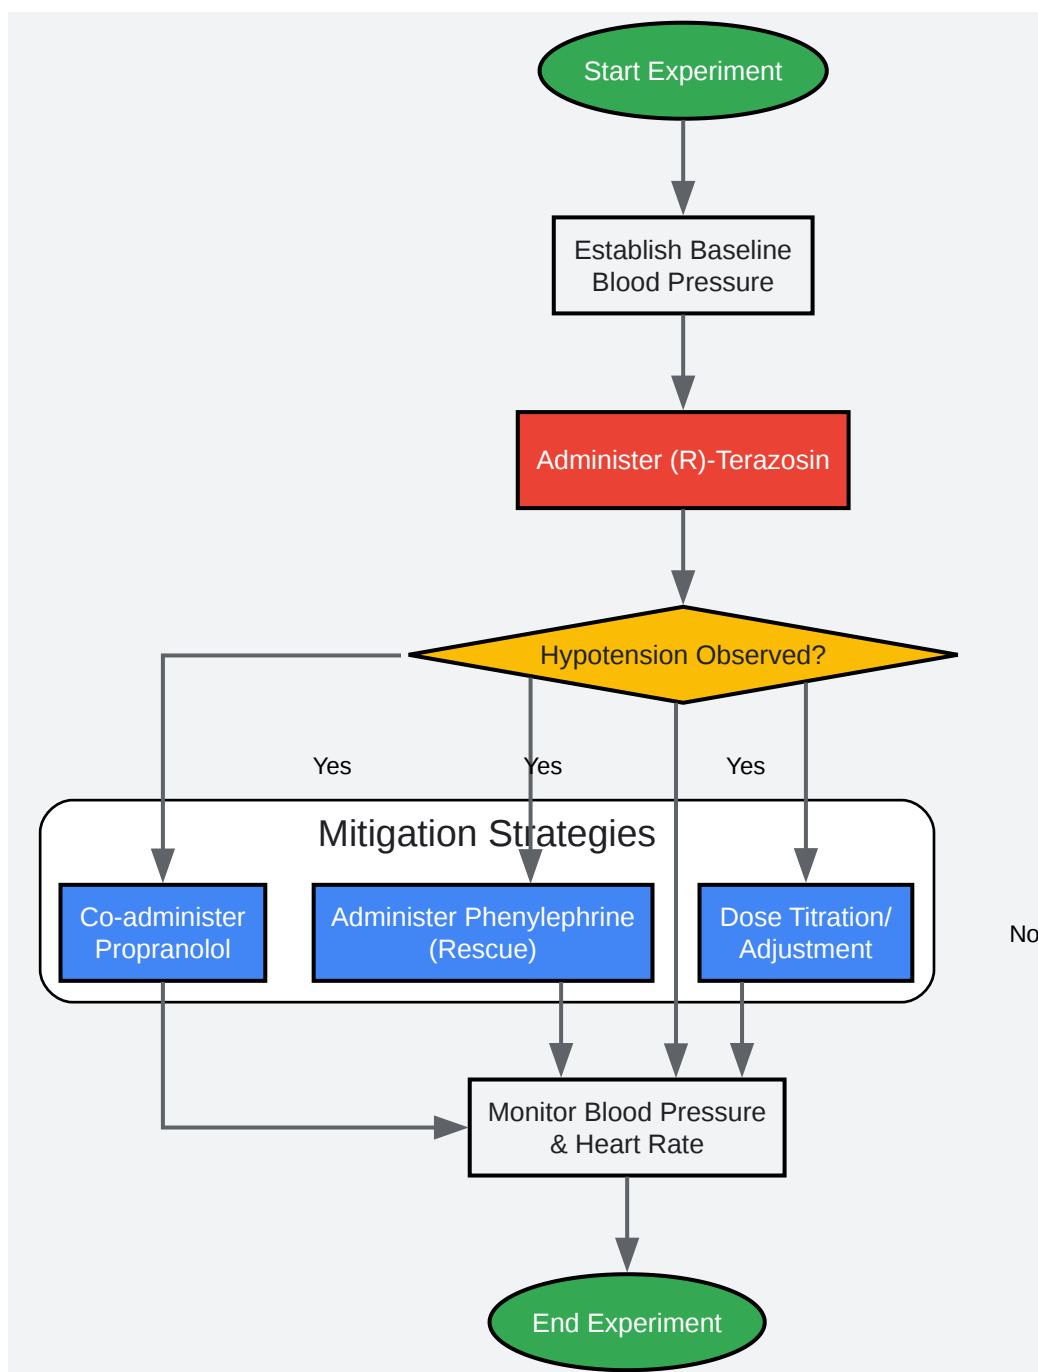 Start Experiment
Establish Baseline
Blood Pressure
Administer (R)-Terazosin
Hypotension Observed?
Yes
Yes
Yes
Mitigation Strategies
Co-administer
Propranolol
Administer Phenylephrine
(Rescue)
Dose Titration/
Adjustment
No
Monitor Blood Pressure
& Heart Rate
End Experiment